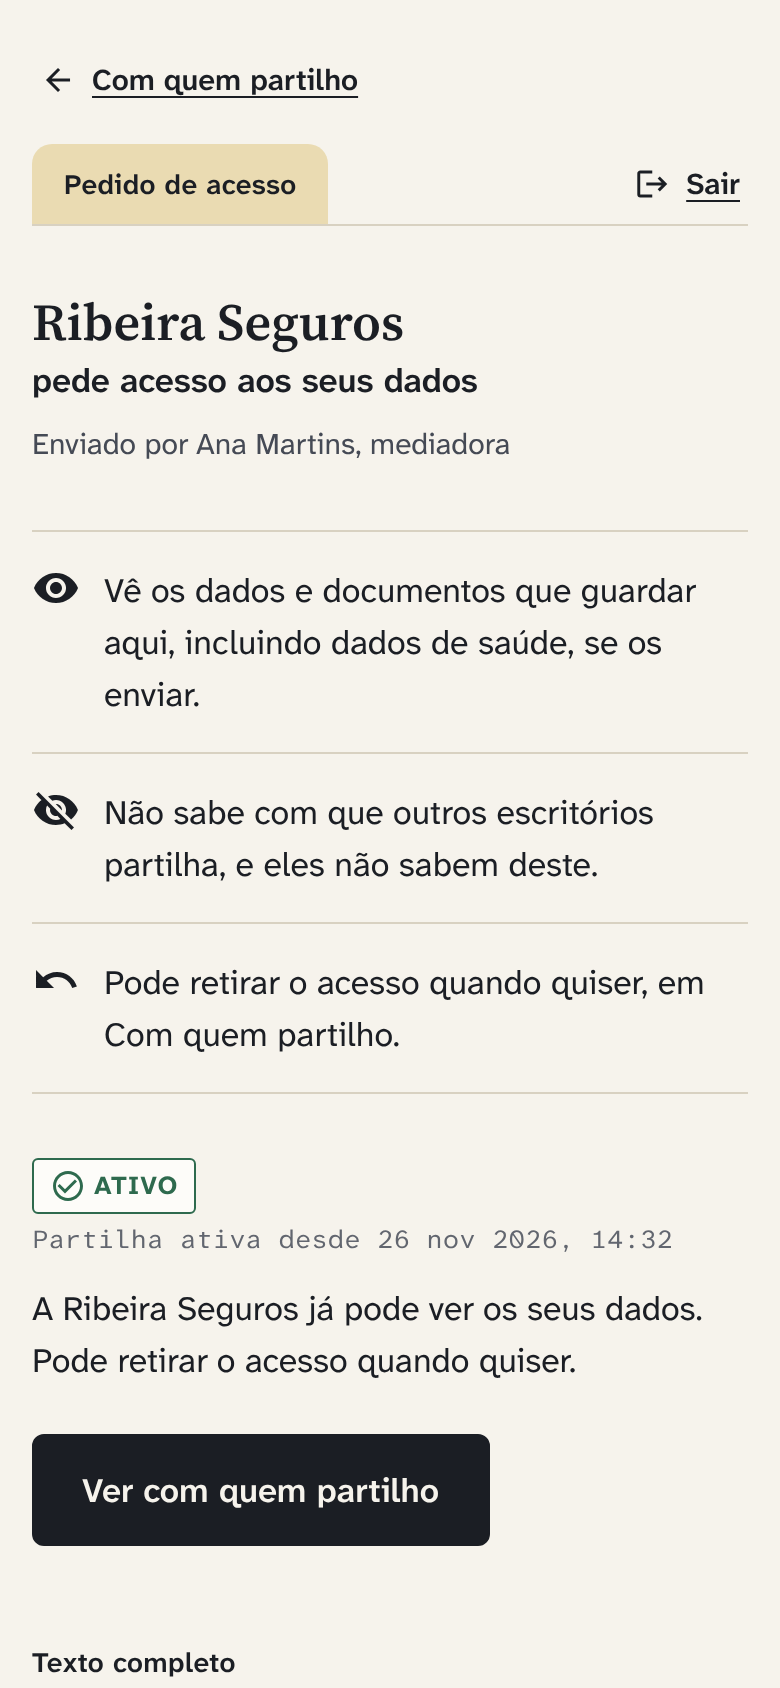 Com quem partilho
Pedido de acesso
Sair
Ribeira Seguros
pede acesso aos seus dados
Enviado por Ana Martins, mediadora
Vê os dados e documentos que guardar
aqui, incluindo dados de saúde, se os
enviar.
Não sabe com que outros escritórios
partilha, e eles não sabem deste.
Pode retirar o acesso quando quiser, em
Com quem partilho.
ATIVO
Partilha ativa desde 26 nov 2026, 14:32
A Ribeira Seguros já pode ver os seus dados.
Pode retirar o acesso quando quiser.
Ver com quem partilho
Texto completo